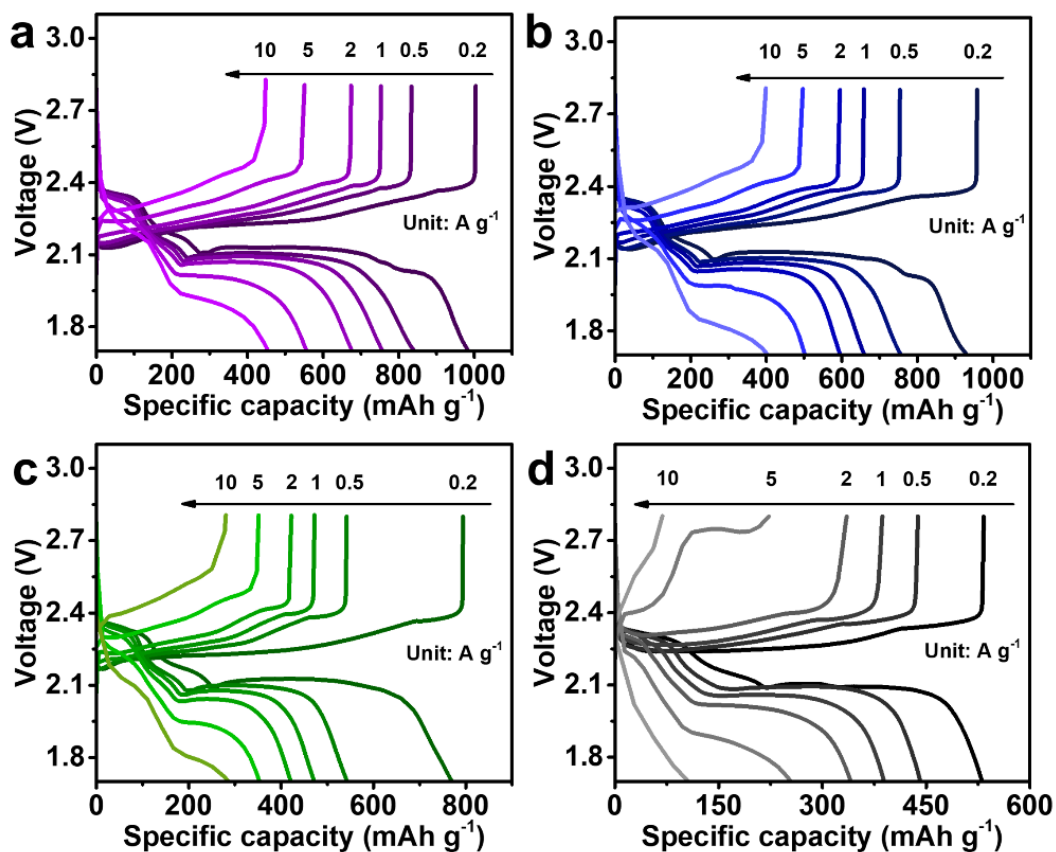 a
3.0
2.7
2.4
2.1
1.8
Voltage (V)
10 5 2 1 0.5 0.2
Unit: A g⁻¹
0 200 400 600 800 1000
Specific capacity (mAh g⁻¹)
b
3.0
2.7
2.4
2.1
1.8
Voltage (V)
10 5 2 1 0.5 0.2
Unit: A g⁻¹
0 200 400 600 800 1000
Specific capacity (mAh g⁻¹)
c
3.0
2.7
2.4
2.1
1.8
Voltage (V)
10 5 2 1 0.5 0.2
Unit: A g⁻¹
0 200 400 600 800
Specific capacity (mAh g⁻¹)
d
3.0
2.7
2.4
2.1
1.8
Voltage (V)
10 5 2 1 0.5 0.2
Unit: A g⁻¹
0 150 300 450 600
Specific capacity (mAh g⁻¹)